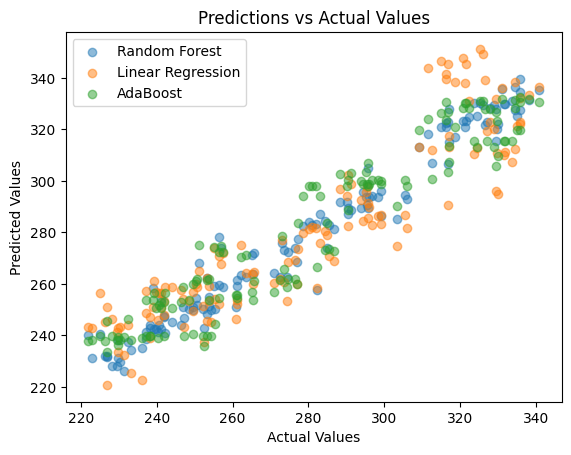 Predictions vs Actual Values
Random Forest
Linear Regression
AdaBoost
Predicted Values
340
320
300
280
260
240
220
220
240
260
280
300
320
340
Actual Values